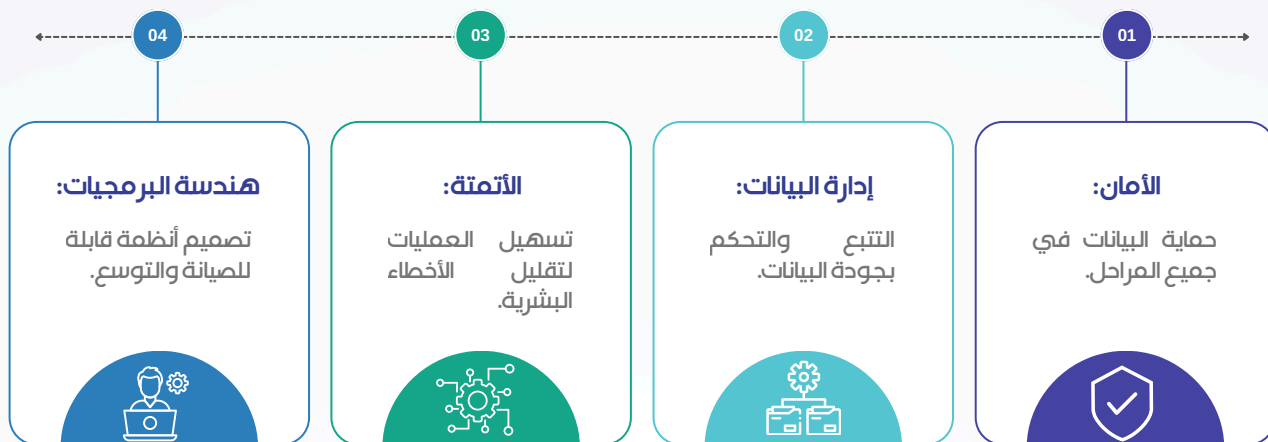 01
الأمان:
حماية البيانات في
جميع المراحل.
02
إدارة البيانات:
التتبع والتحكم
بجودة البيانات.
03
الأتمتة:
تسهيل العمليات
لتقليل الأخطاء
البشرية.
04
هندسة البرمجيات:
تصميم أنظمة قابلة
للصيانة والتوسع.